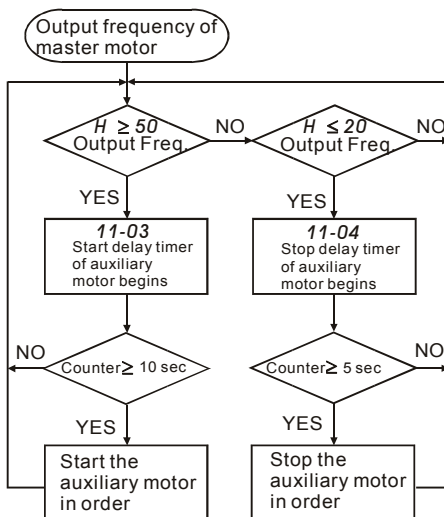 Output frequency of
master motor
H ≥ 50
Output Freq.
NO
H ≤ 20
Output Freq.
NO
YES
YES
11-03
Start delay timer
of auxiliary
motor begins
11-04
Stop delay timer
of auxiliary
motor begins
NO
Counter ≥ 10 sec
Counter ≥ 5 sec
NO
YES
YES
Start the
auxiliary motor
in order
Stop the
auxiliary motor
in order